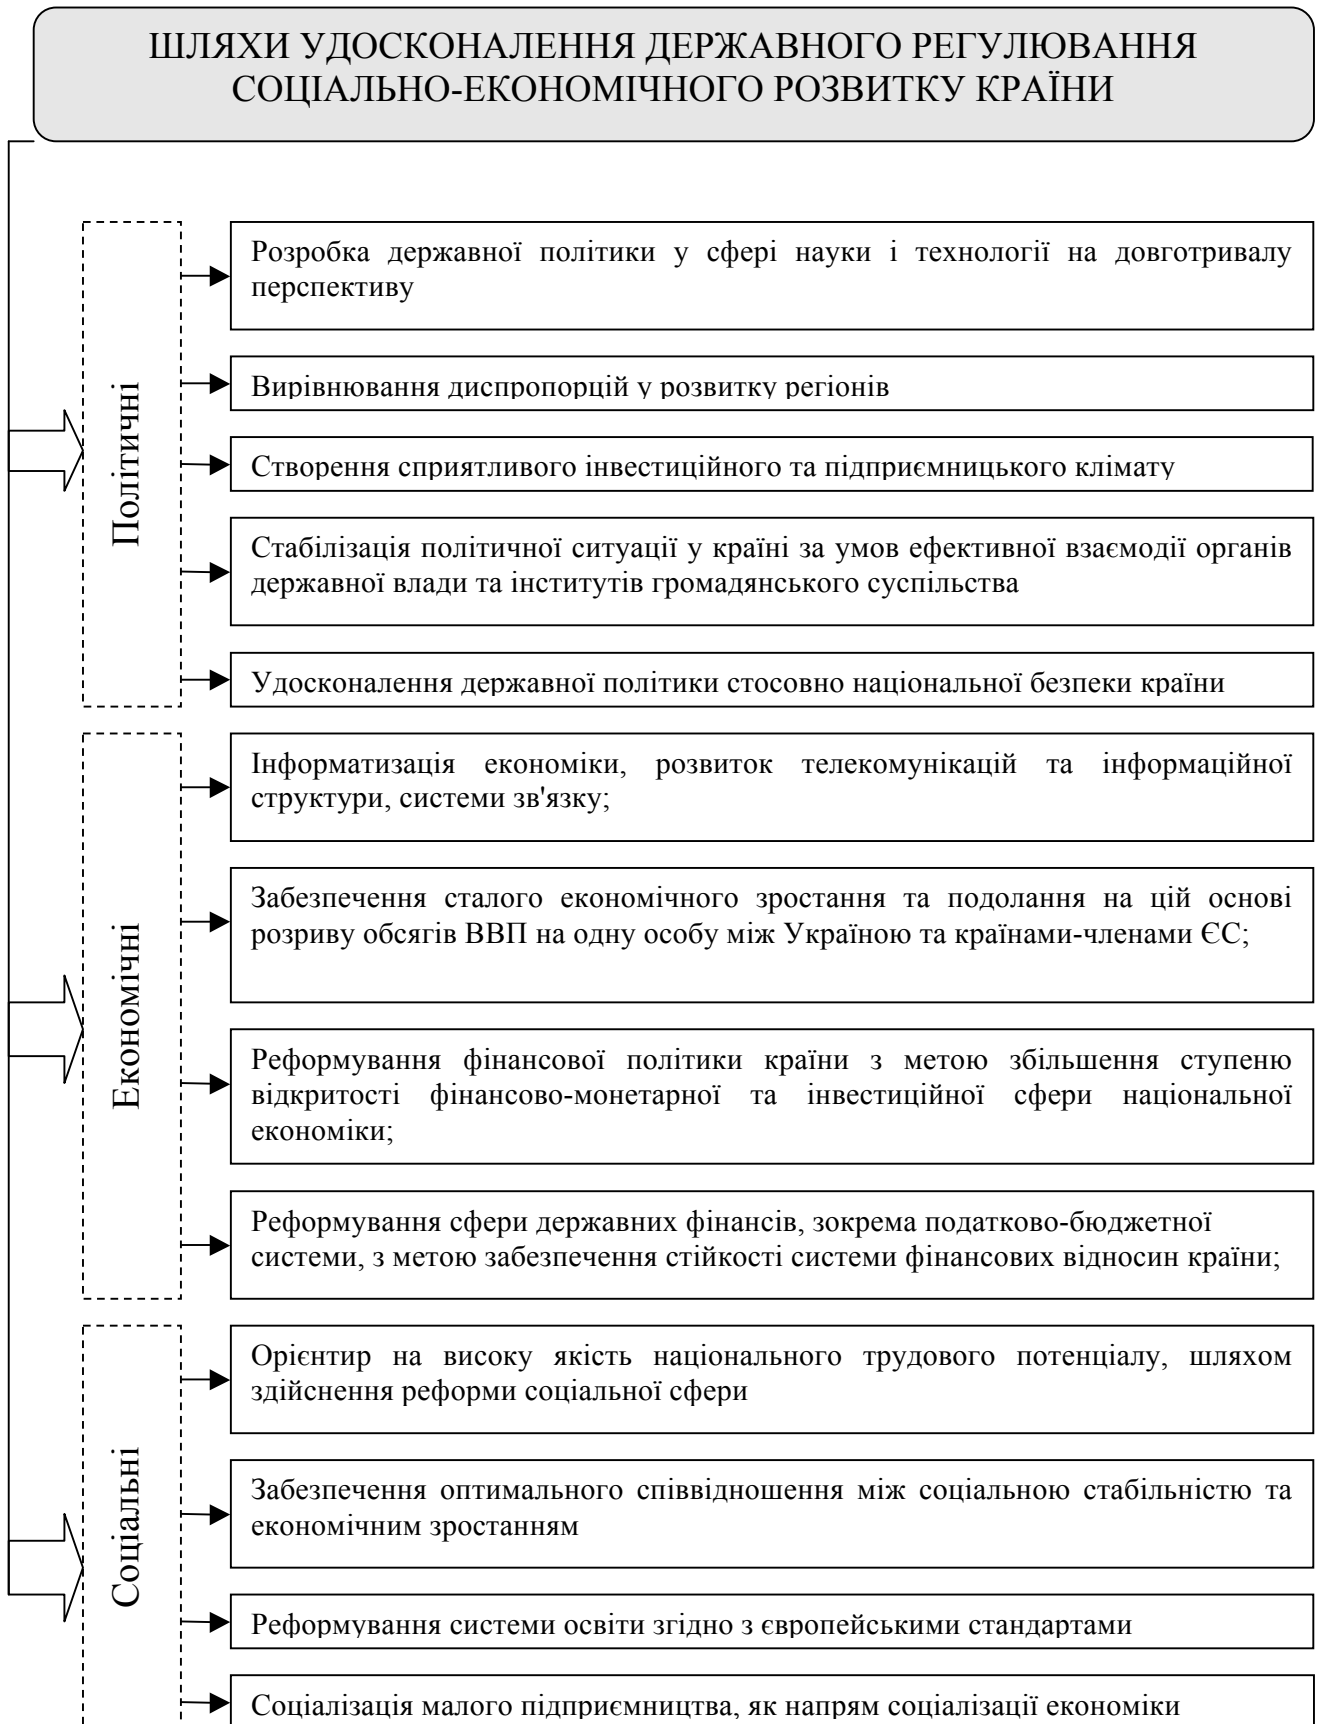 ШЛЯХИ УДОСКОНАЛЕННЯ ДЕРЖАВНОГО РЕГУЛЮВАННЯ
СОЦІАЛЬНО-ЕКОНОМІЧНОГО РОЗВИТКУ КРАЇНИ
Політичні
Розробка державної політики у сфері науки і технології на довготривалу
перспективу
Вирівнювання диспропорцій у розвитку регіонів
Створення сприятливого інвестиційного та підприємницького клімату
Стабілізація політичної ситуації у країні за умов ефективної взаємодії органів
державної влади та інститутів громадянського суспільства
Удосконалення державної політики стосовно національної безпеки країни
Економічні
Інформатизація економіки, розвиток телекомунікацій та інформаційної
структури, системи зв'язку;
Забезпечення сталого економічного зростання та подолання на цій основі
розриву обсягів ВВП на одну особу між Україною та країнами-членами ЄС;
Реформування фінансової політики країни з метою збільшення ступеню
відкритості фінансово-монетарної та інвестиційної сфери національної
економіки;
Реформування сфери державних фінансів, зокрема податково-бюджетної
системи, з метою забезпечення стійкості системи фінансових відносин країни;
Соціальні
Орієнтир на високу якість національного трудового потенціалу, шляхом
здійснення реформи соціальної сфери
Забезпечення оптимального співвідношення між соціальною стабільністю та
економічним зростанням
Реформування системи освіти згідно з європейськими стандартами
Соціалізація малого підприємництва, як напрям соціалізації економіки